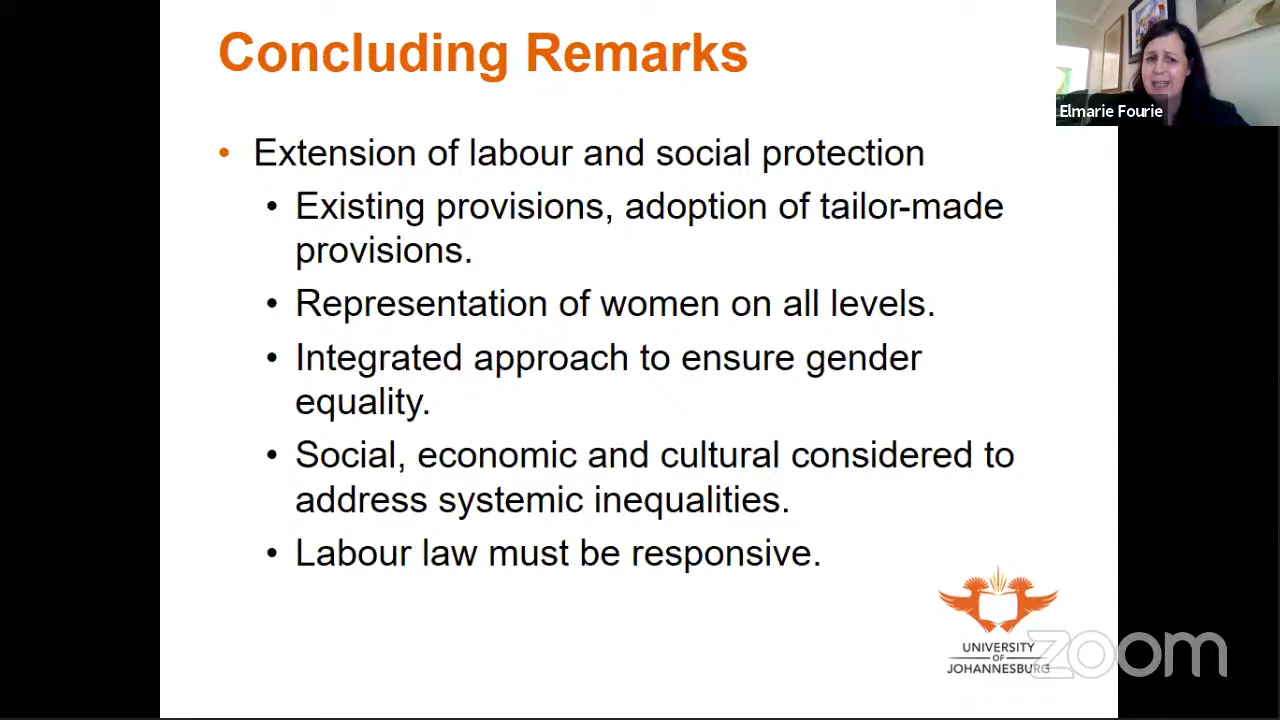 Concluding Remarks
Elmarie Fourie
• Extension of labour and social protection
• Existing provisions, adoption of tailor-made
provisions.
• Representation of women on all levels.
• Integrated approach to ensure gender
equality.
• Social, economic and cultural considered to
address systemic inequalities.
• Labour law must be responsive.
UNIVERSITY
OF
JOHANNESBURG
zoom